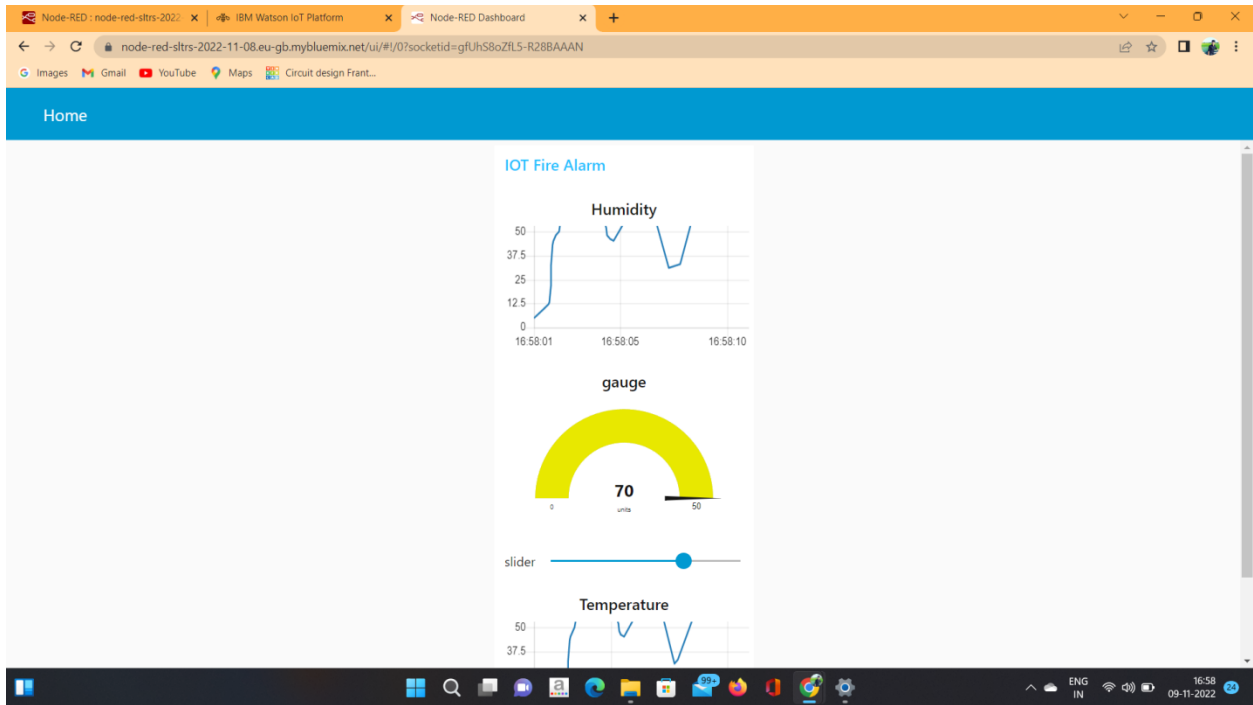 Node-RED : node-red-sltrs-2022
IBM Watson IoT Platform
Node-RED Dashboard
node-red-sltrs-2022-11-08.eu-gb.mybluemix.net/ui/#!/0?socketid=gfUhS8oZfL5-R28BAAAN
Images
Gmail
YouTube
Maps
Circuit design Frant...
Home
IOT Fire Alarm
Humidity
50
37.5
25
12.5
0
16:58:01 16:58:05 16:58:10
gauge
70
units
0 50
slider
Temperature
50
37.5
99+
ENG
IN
16:58
09-11-2022
24